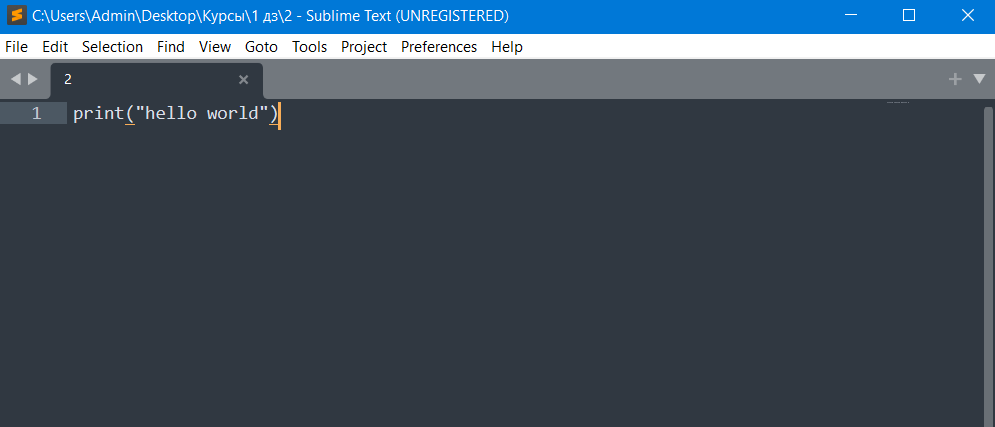 C:\Users\Admin\Desktop\Курсы\1 дз\2 - Sublime Text (UNREGISTERED)
File Edit Selection Find View Goto Tools Project Preferences Help
2
1 print("hello world")